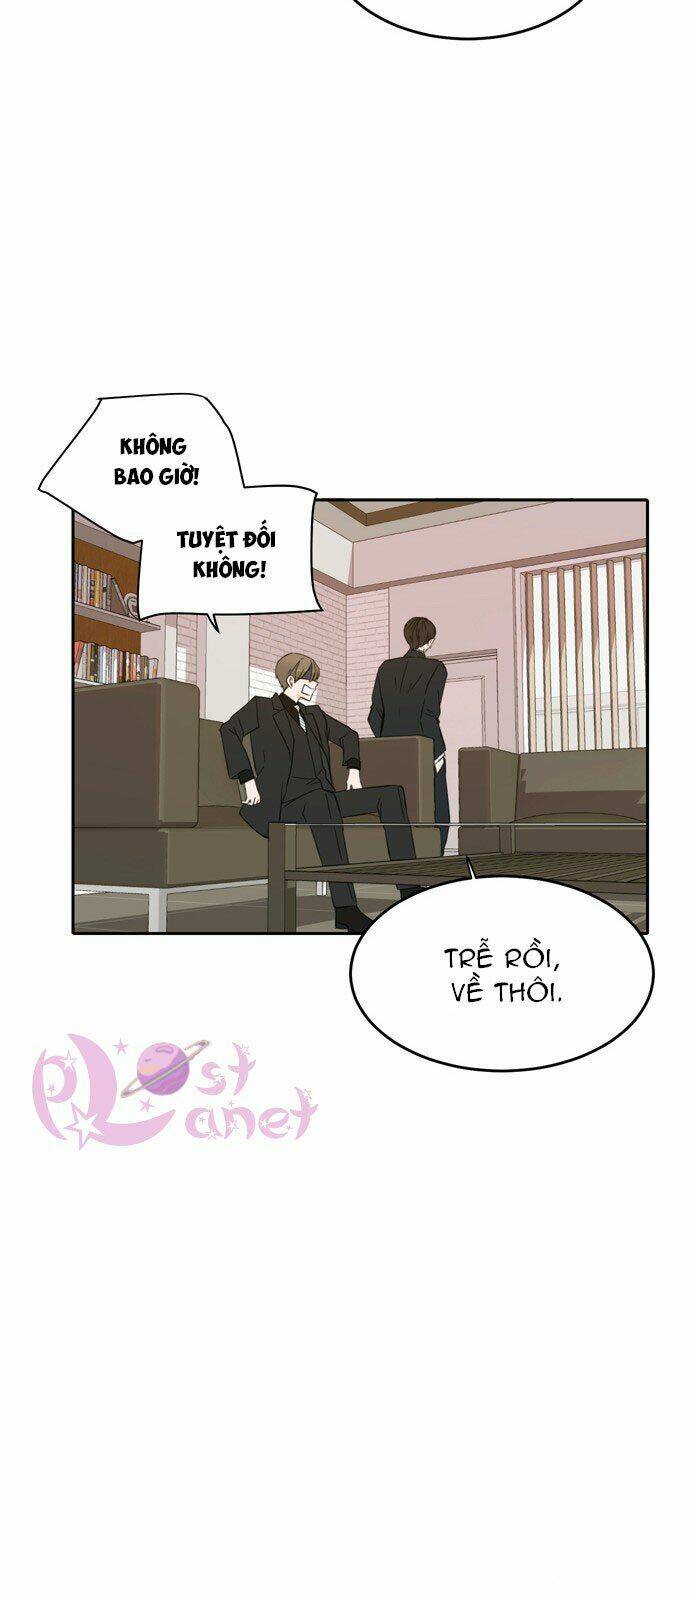 KHÔNG
BAO GIỜ!
TUYỆT ĐỐI
KHÔNG!
TRỄ RỒI,
VỀ THÔI.
Lost
Planet